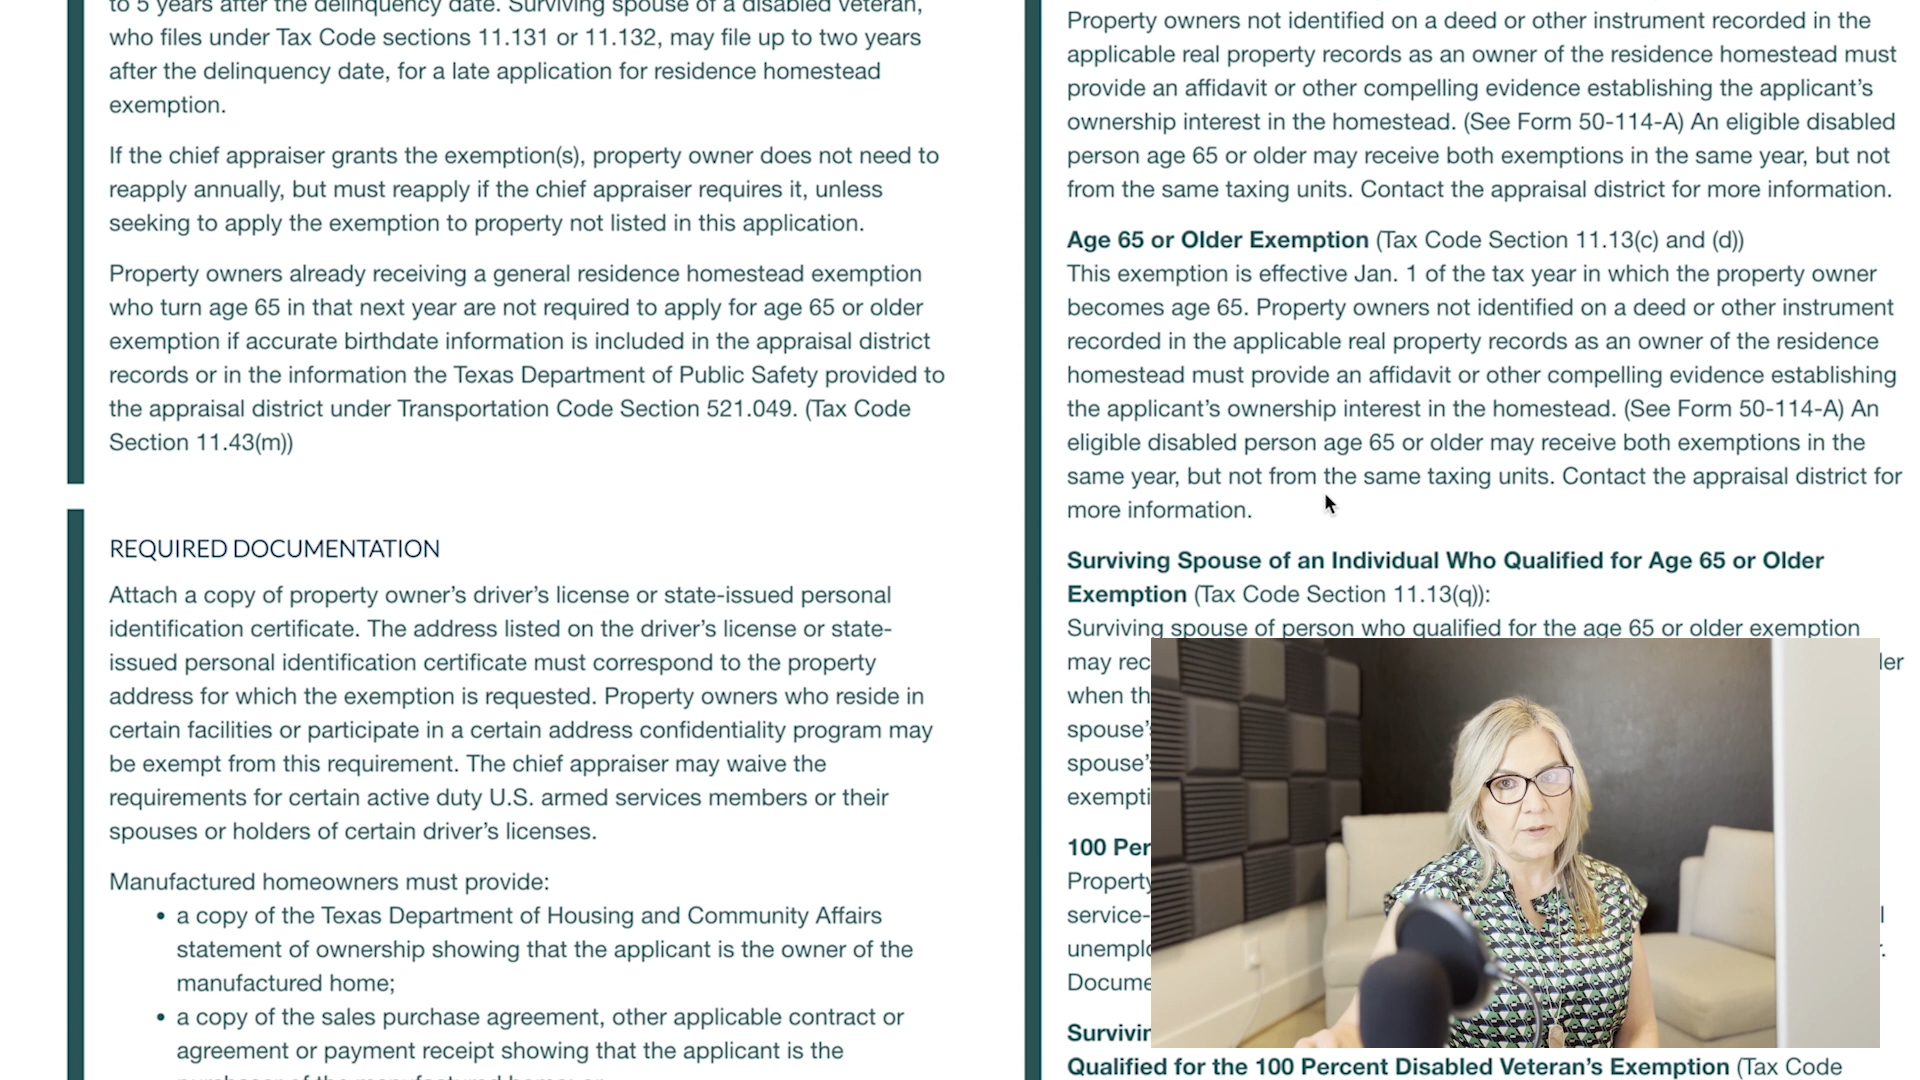 to 5 years after the delinquency date. Surviving spouse of a disabled veteran,
who files under Tax Code sections 11.131 or 11.132, may file up to two years
after the delinquency date, for a late application for residence homestead
exemption.
If the chief appraiser grants the exemption(s), property owner does not need to
reapply annually, but must reapply if the chief appraiser requires it, unless
seeking to apply the exemption to property not listed in this application.
Property owners already receiving a general residence homestead exemption
who turn age 65 in that next year are not required to apply for age 65 or older
exemption if accurate birthdate information is included in the appraisal district
records or in the information the Texas Department of Public Safety provided to
the appraisal district under Transportation Code Section 521.049. (Tax Code
Section 11.43(m))
REQUIRED DOCUMENTATION
Attach a copy of property owner’s driver’s license or state-issued personal
identification certificate. The address listed on the driver’s license or state-
issued personal identification certificate must correspond to the property
address for which the exemption is requested. Property owners who reside in
certain facilities or participate in a certain address confidentiality program may
be exempt from this requirement. The chief appraiser may waive the
requirements for certain active duty U.S. armed services members or their
spouses or holders of certain driver’s licenses.
Manufactured homeowners must provide:
• a copy of the Texas Department of Housing and Community Affairs
statement of ownership showing that the applicant is the owner of the
manufactured home;
• a copy of the sales purchase agreement, other applicable contract or
agreement or payment receipt showing that the applicant is the
purchaser of the manufactured home; or
Property owners not identified on a deed or other instrument recorded in the
applicable real property records as an owner of the residence homestead must
provide an affidavit or other compelling evidence establishing the applicant’s
ownership interest in the homestead. (See Form 50-114-A) An eligible disabled
person age 65 or older may receive both exemptions in the same year, but not
from the same taxing units. Contact the appraisal district for more information.
Age 65 or Older Exemption (Tax Code Section 11.13(c) and (d))
This exemption is effective Jan. 1 of the tax year in which the property owner
becomes age 65. Property owners not identified on a deed or other instrument
recorded in the applicable real property records as an owner of the residence
homestead must provide an affidavit or other compelling evidence establishing
the applicant’s ownership interest in the homestead. (See Form 50-114-A) An
eligible disabled person age 65 or older may receive both exemptions in the
same year, but not from the same taxing units. Contact the appraisal district for
more information.
Surviving Spouse of an Individual Who Qualified for Age 65 or Older
Exemption (Tax Code Section 11.13(q)):
Surviving spouse of person who qualified for the age 65 or older exemption
may
when
spouse’s
spouse’s
100
service-
Qualified for the 100 Percent Disabled Veteran’s Exemption (Tax Code